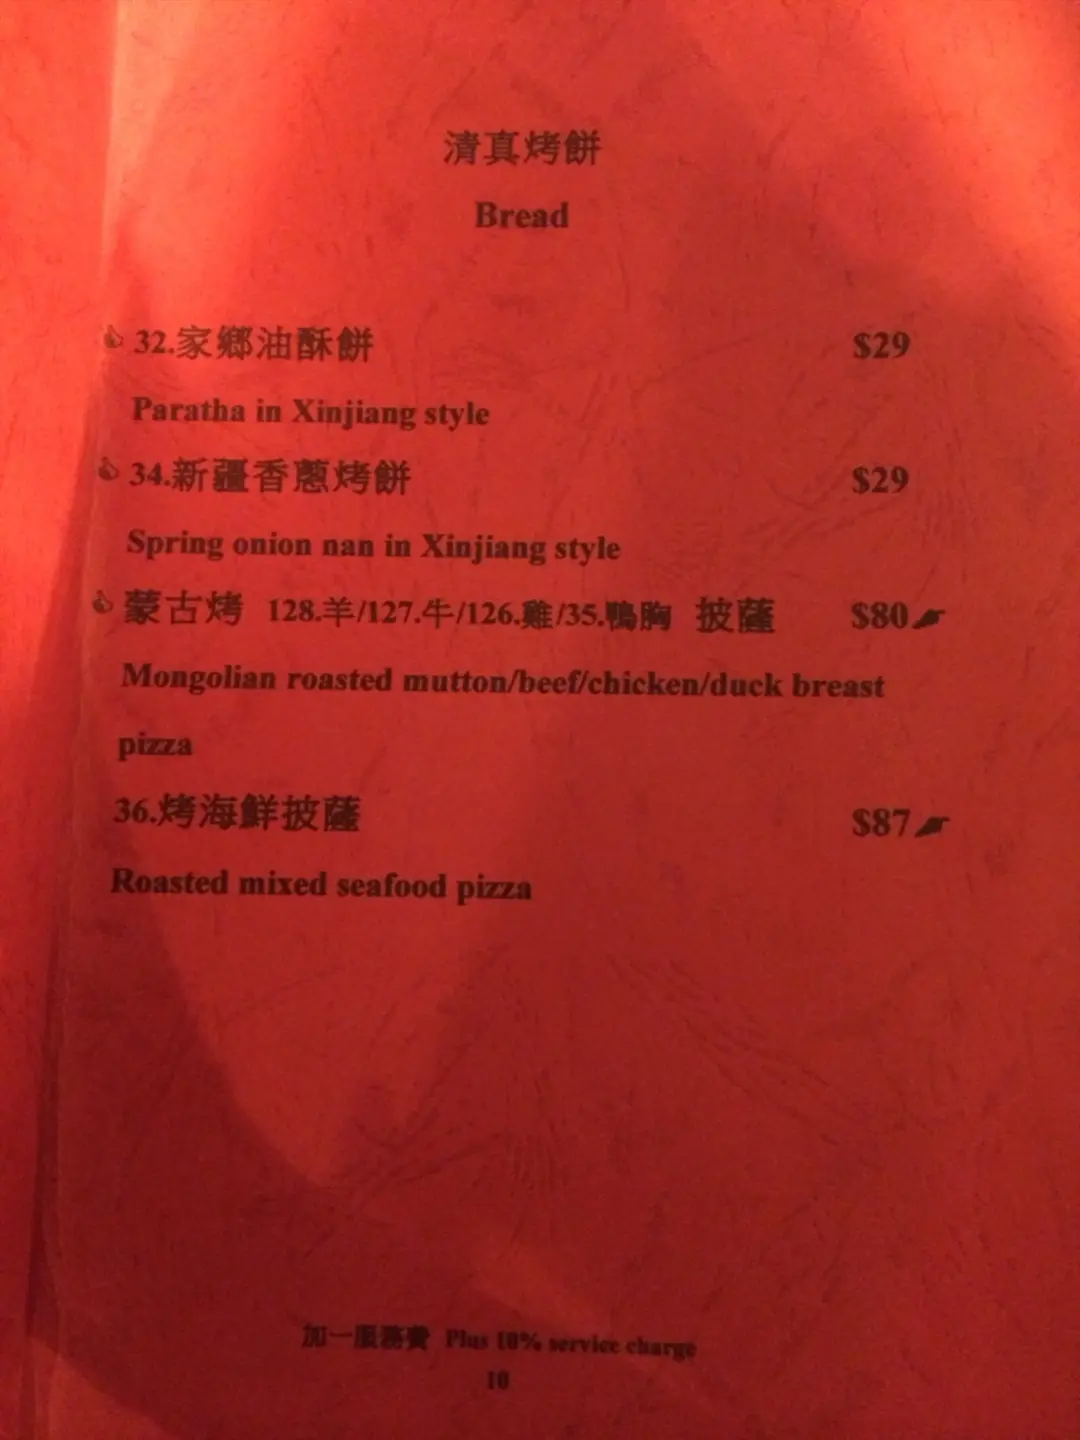 清真烤餅
Bread
32.家鄉油酥餅 $29
Paratha in Xinjiang style
34.新疆香蔥烤餅 $29
Spring onion nan in Xinjiang style
蒙古烤 128.羊/127.牛/126.雞/35.鴨胸 披薩 $80
Mongolian roasted mutton/beef/chicken/duck breast
pizza
36.烤海鮮披薩 $87
Roasted mixed seafood pizza
加一服務費 Plus 10% service charge
10